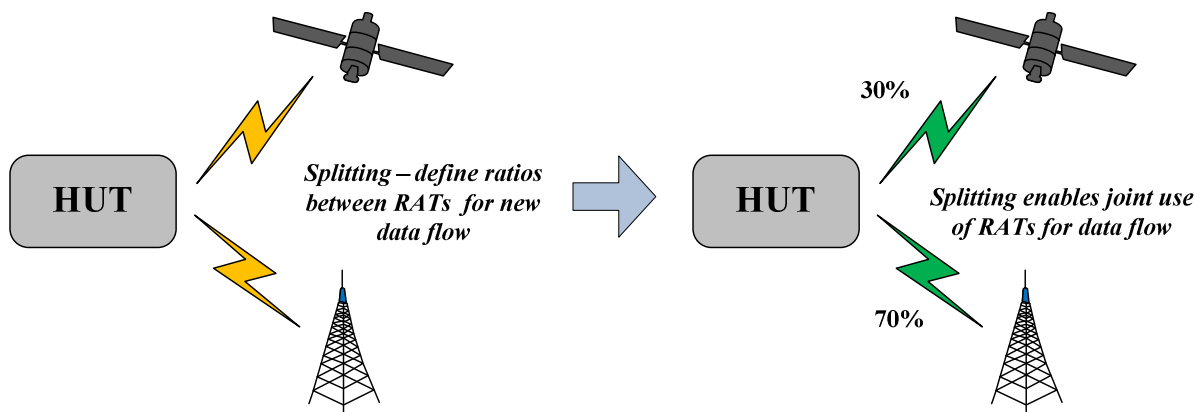 HUT
Splitting – define ratios
between RATs for new
data flow
30%
HUT
Splitting enables joint use
of RATs for data flow
70%